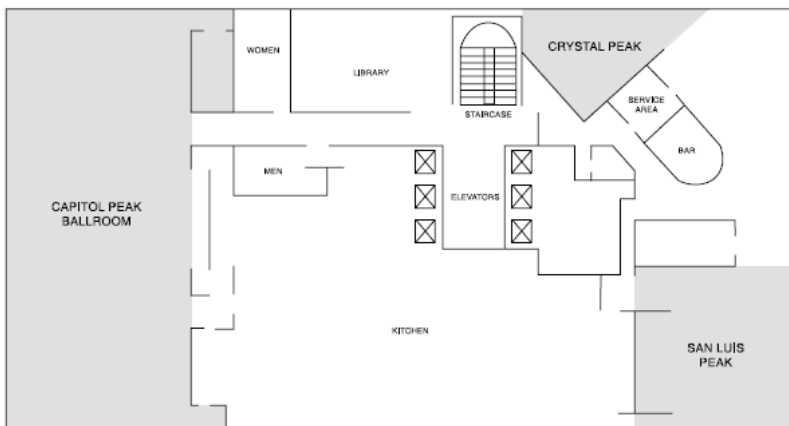 WOMEN
LIBRARY
STAIRCASE
CRYSTAL PEAK
SERVICE
AREA
BAR
MEN
ELEVATORS
CAPITOL PEAK
BALLROOM
KITCHEN
SAN LUIS
PEAK